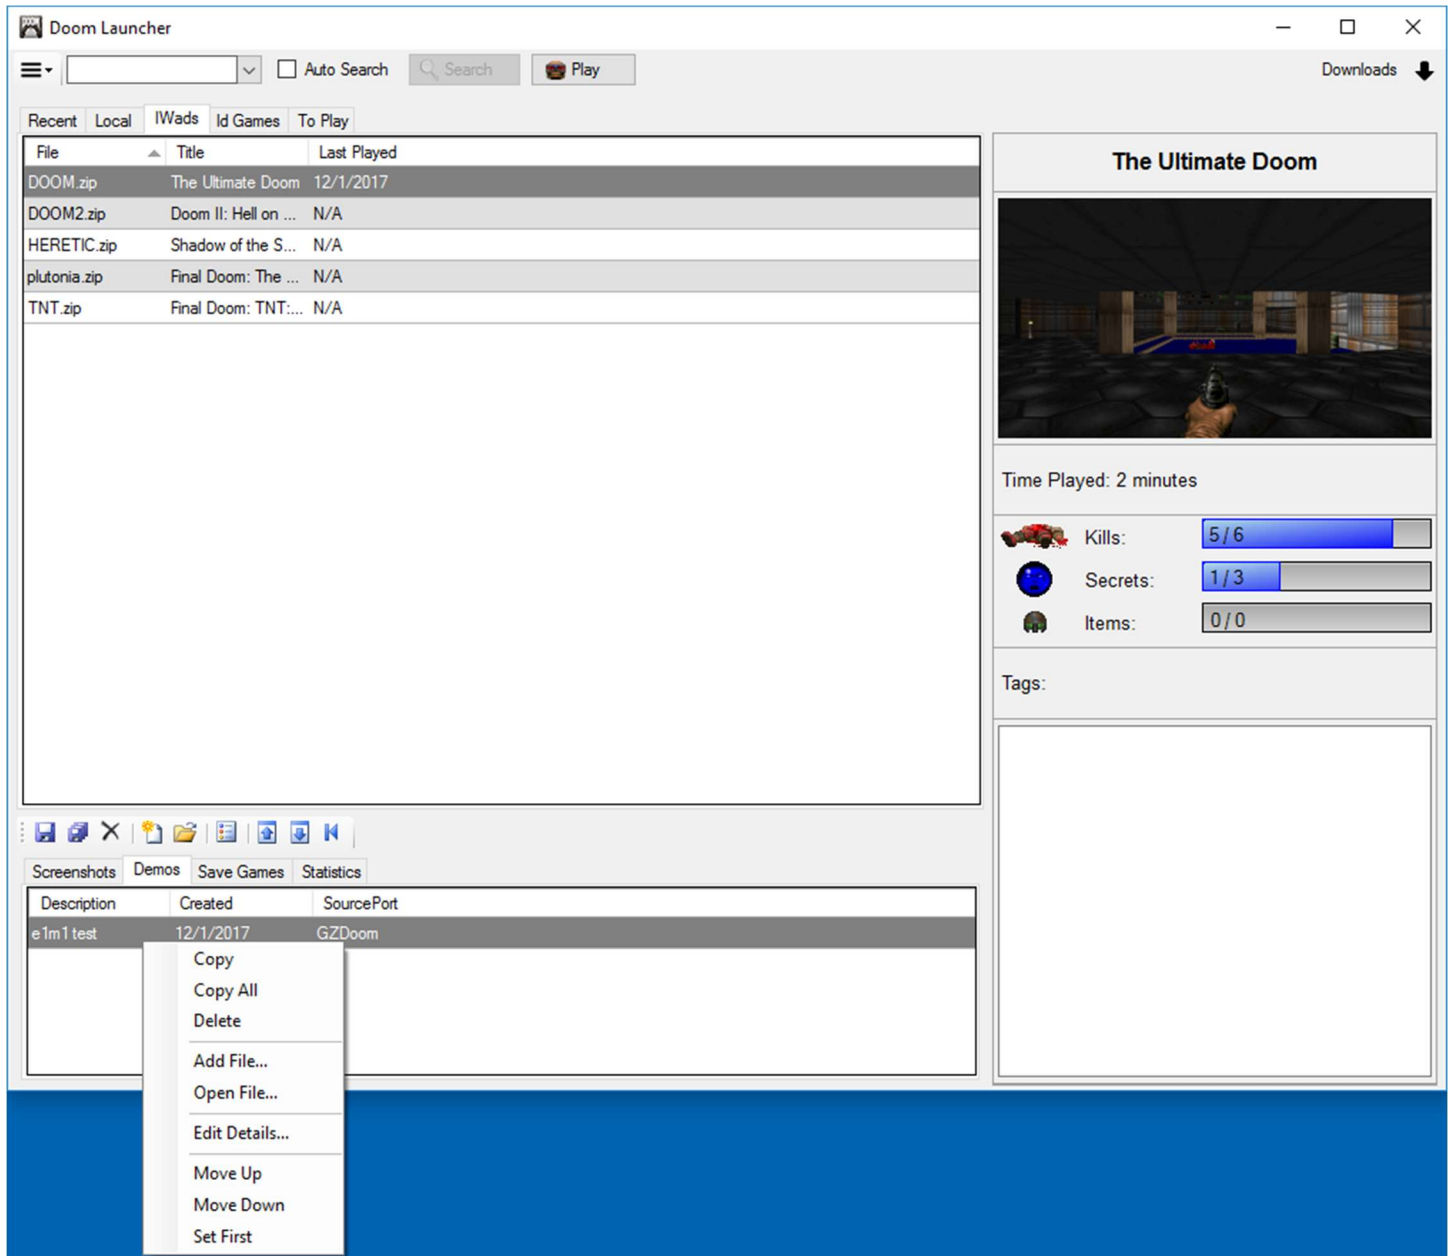 Doom Launcher
Auto Search Search Play Downloads
Recent Local IWads Id Games To Play
File Title Last Played
DOOM.zip The Ultimate Doom 12/1/2017
DOOM2.zip Doom II: Hell on ... N/A
HERETIC.zip Shadow of the S... N/A
plutonia.zip Final Doom: The ... N/A
TNT.zip Final Doom: TNT:... N/A
The Ultimate Doom
Time Played: 2 minutes
Kills: 5 / 6
Secrets: 1 / 3
Items: 0 / 0
Tags:
Screenshots Demos Save Games Statistics
Description Created SourcePort
e1m1 test 12/1/2017 GZDoom
Copy
Copy All
Delete
Add File...
Open File...
Edit Details...
Move Up
Move Down
Set First